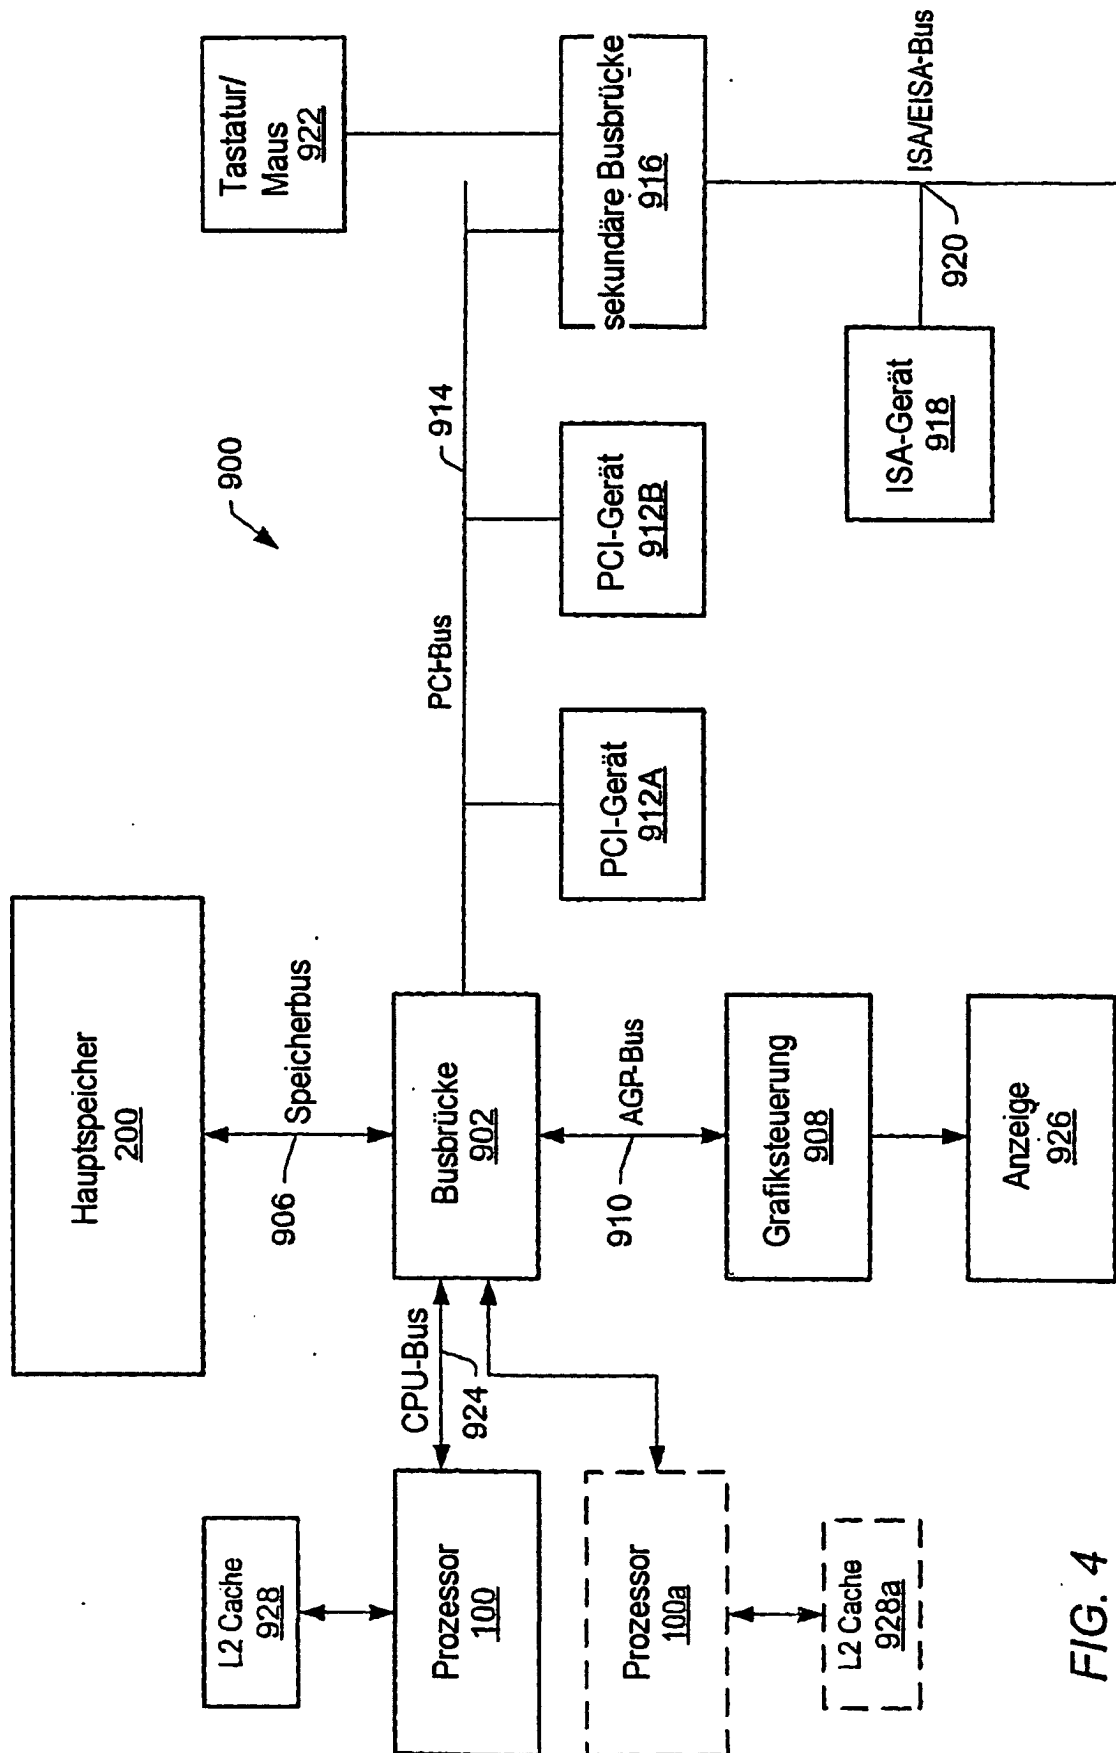 Hauptspeicher
200
Tastatur/
Maus
922
900
L2 Cache
928
906
Speicherbus
CPU-Bus
924
PCI-Bus
914
Prozessor
100
Busbrücke
902
PCI-Gerät
912A
PCI-Gerät
912B
sekundäre Busbrücke
916
Prozessor
100a
910
AGP-Bus
L2 Cache
928a
Grafiksteuerung
908
ISA-Gerät
918
920
ISA/EISA-Bus
Anzeige
926
FIG. 4